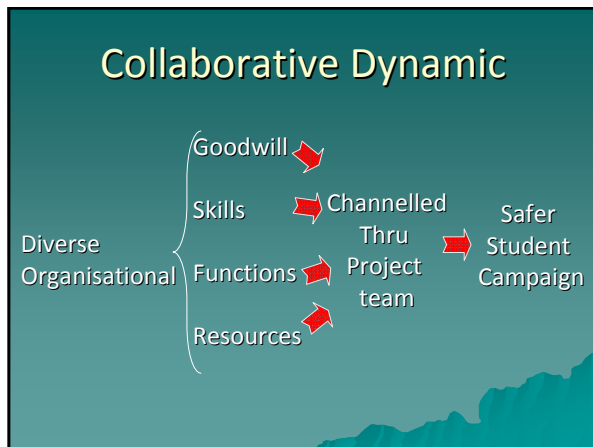 Collaborative Dynamic
Diverse
Organisational
Goodwill
Skills
Functions
Resources
Channelled
Thru
Project
team
Safer
Student
Campaign